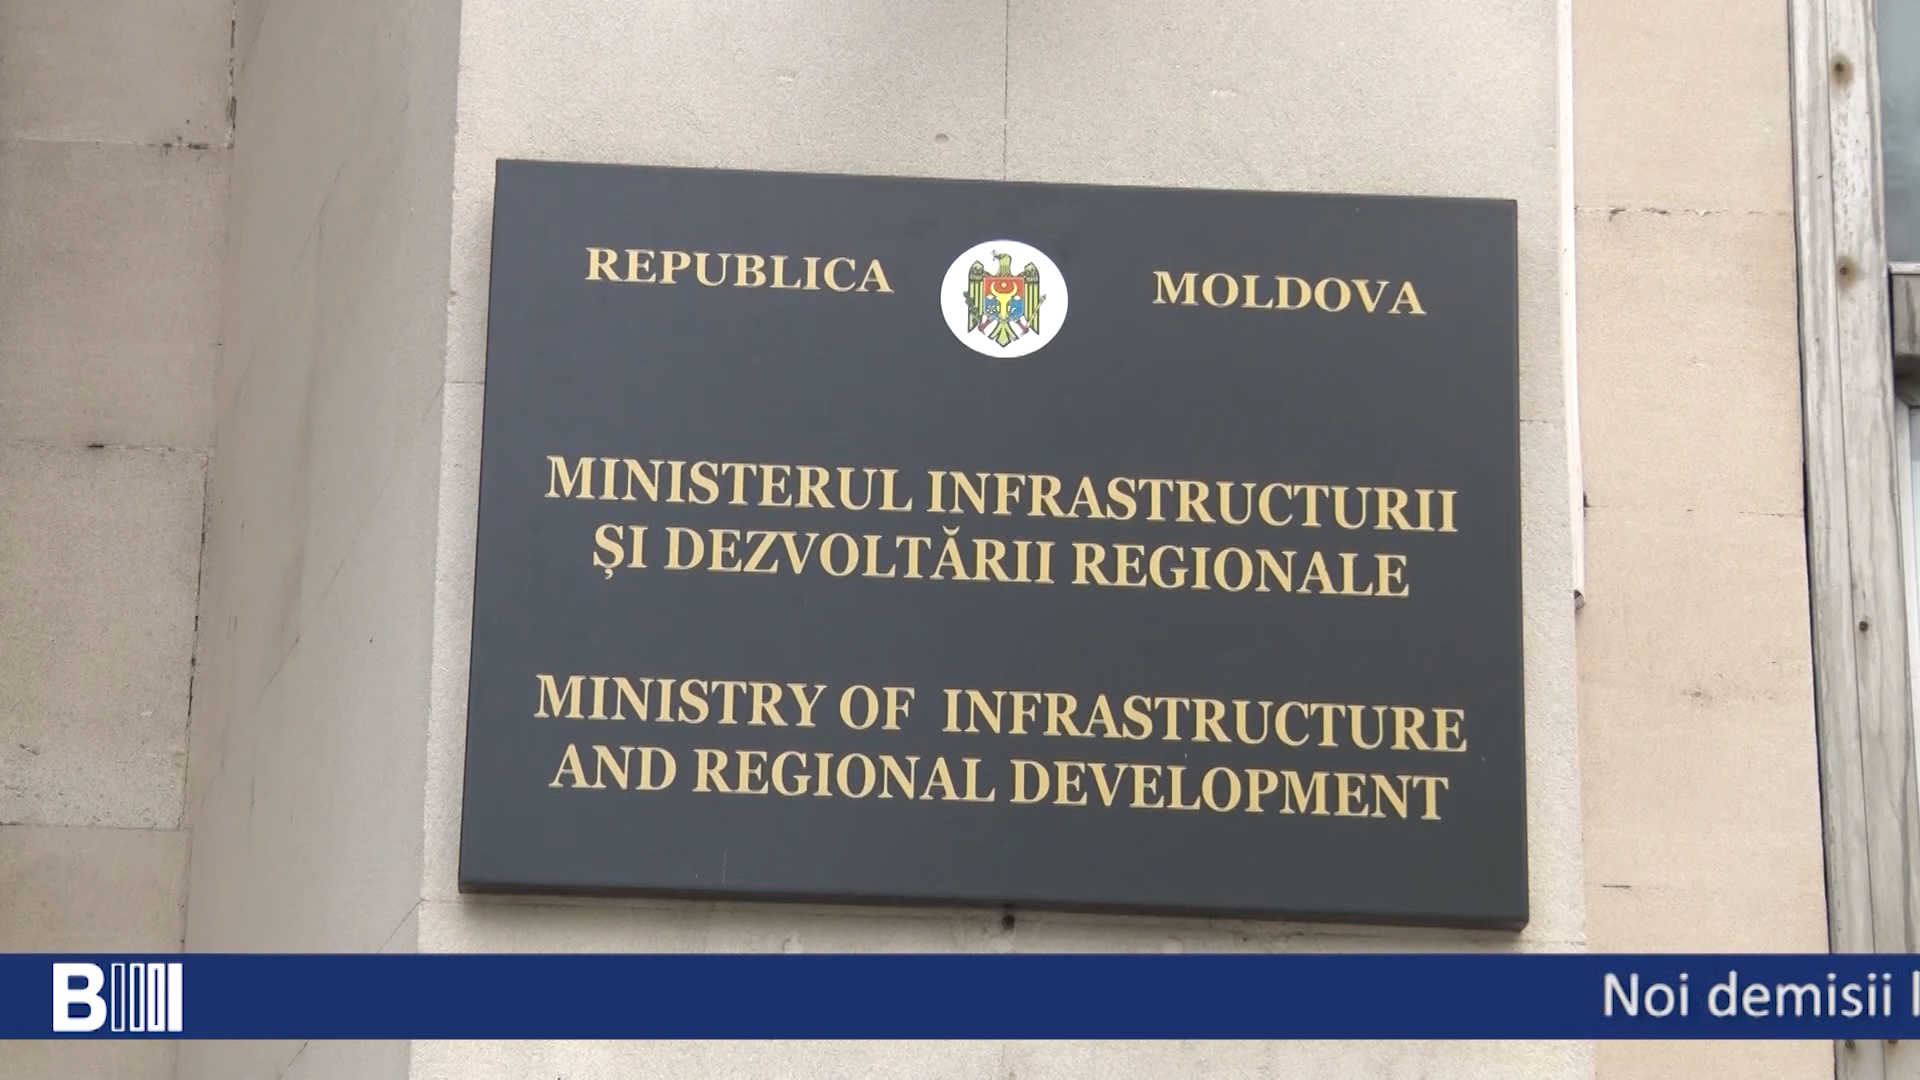 REPUBLICA MOLDOVA
MINISTERUL INFRASTRUCTURII
ȘI DEZVOLTĂRII REGIONALE
MINISTRY OF INFRASTRUCTURE
AND REGIONAL DEVELOPMENT
B
Noi demisii